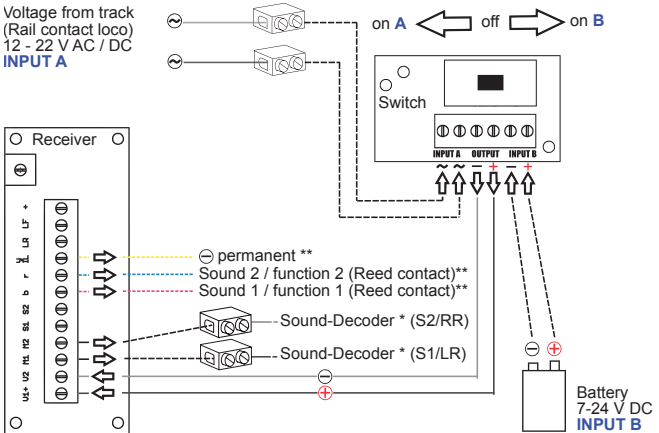 Voltage from track
(Rail contact loco)
12 - 22 V AC / DC
INPUT A
~
~
on A off on B
Switch
INPUT A OUTPUT INPUT B
~ ~ − + − +
Receiver
+
LF
LR
r
b
S2
S1
M2
M1
V2
V1+
⊖ permanent **
Sound 2 / function 2 (Reed contact)**
Sound 1 / function 1 (Reed contact)**
Sound-Decoder * (S2/RR)
Sound-Decoder * (S1/LR)
⊖
⊕
⊖ ⊕
Battery
7-24 V DC
INPUT B